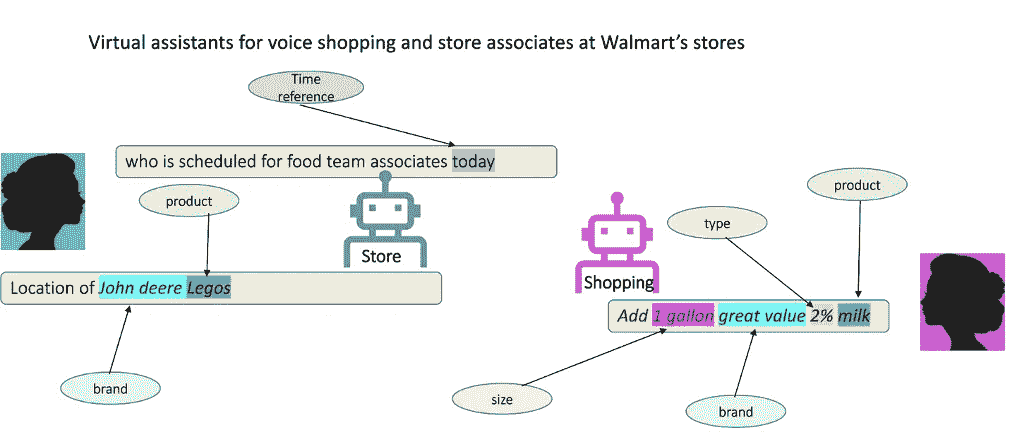 Virtual assistants for voice shopping and store associates at Walmart's stores
Time
reference
who is scheduled for food team associates today
product
product
type
Store
Shopping
Location of John deere Legos
Add 1 gallon great value 2% milk
brand
size
brand